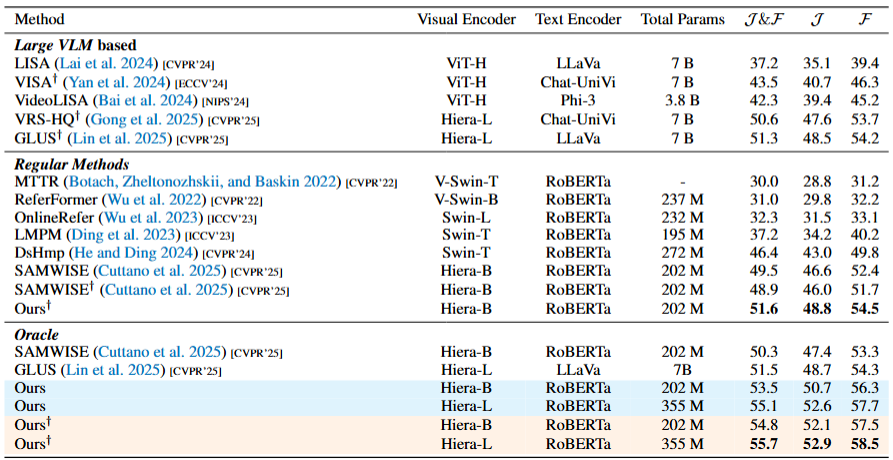 Method Visual Encoder Text Encoder Total Params J&F J F
Large VLM based
LISA (Lai et al. 2024) [CVPR'24] ViT-H LLaVa 7 B 37.2 35.1 39.4
VISA† (Yan et al. 2024) [ECCV'24] ViT-H Chat-UniVi 7 B 43.5 40.7 46.3
VideoLISA (Bai et al. 2024) [NIPS'24] ViT-H Phi-3 3.8 B 42.3 39.4 45.2
VRS-HQ† (Gong et al. 2025) [CVPR'25] Hiera-L Chat-UniVi 7 B 50.6 47.6 53.7
GLUS† (Lin et al. 2025) [CVPR'25] Hiera-L LLaVa 7 B 51.3 48.5 54.2
Regular Methods
MTTR (Botach, Zheltonozhskii, and Baskin 2022) [CVPR'22] V-Swin-T RoBERTa - 30.0 28.8 31.2
ReferFormer (Wu et al. 2022) [CVPR'22] V-Swin-B RoBERTa 237 M 31.0 29.8 32.2
OnlineRefer (Wu et al. 2023) [ICCV'23] Swin-L RoBERTa 232 M 32.3 31.5 33.1
LMPM (Ding et al. 2023) [ICCV'23] Swin-T RoBERTa 195 M 37.2 34.2 40.2
DsHmp (He and Ding 2024) [CVPR'24] Swin-T RoBERTa 272 M 46.4 43.0 49.8
SAMWISE (Cuttano et al. 2025) [CVPR'25] Hiera-B RoBERTa 202 M 49.5 46.6 52.4
SAMWISE† (Cuttano et al. 2025) [CVPR'25] Hiera-B RoBERTa 202 M 48.9 46.0 51.7
Ours† Hiera-B RoBERTa 202 M 51.6 48.8 54.5
Oracle
SAMWISE (Cuttano et al. 2025) [CVPR'25] Hiera-B RoBERTa 202 M 50.3 47.4 53.3
GLUS (Lin et al. 2025) [CVPR'25] Hiera-L LLaVa 7B 51.5 48.7 54.3
Ours Hiera-B RoBERTa 202 M 53.5 50.7 56.3
Ours Hiera-L RoBERTa 355 M 55.1 52.6 57.7
Ours† Hiera-B RoBERTa 202 M 54.8 52.1 57.5
Ours† Hiera-L RoBERTa 355 M 55.7 52.9 58.5